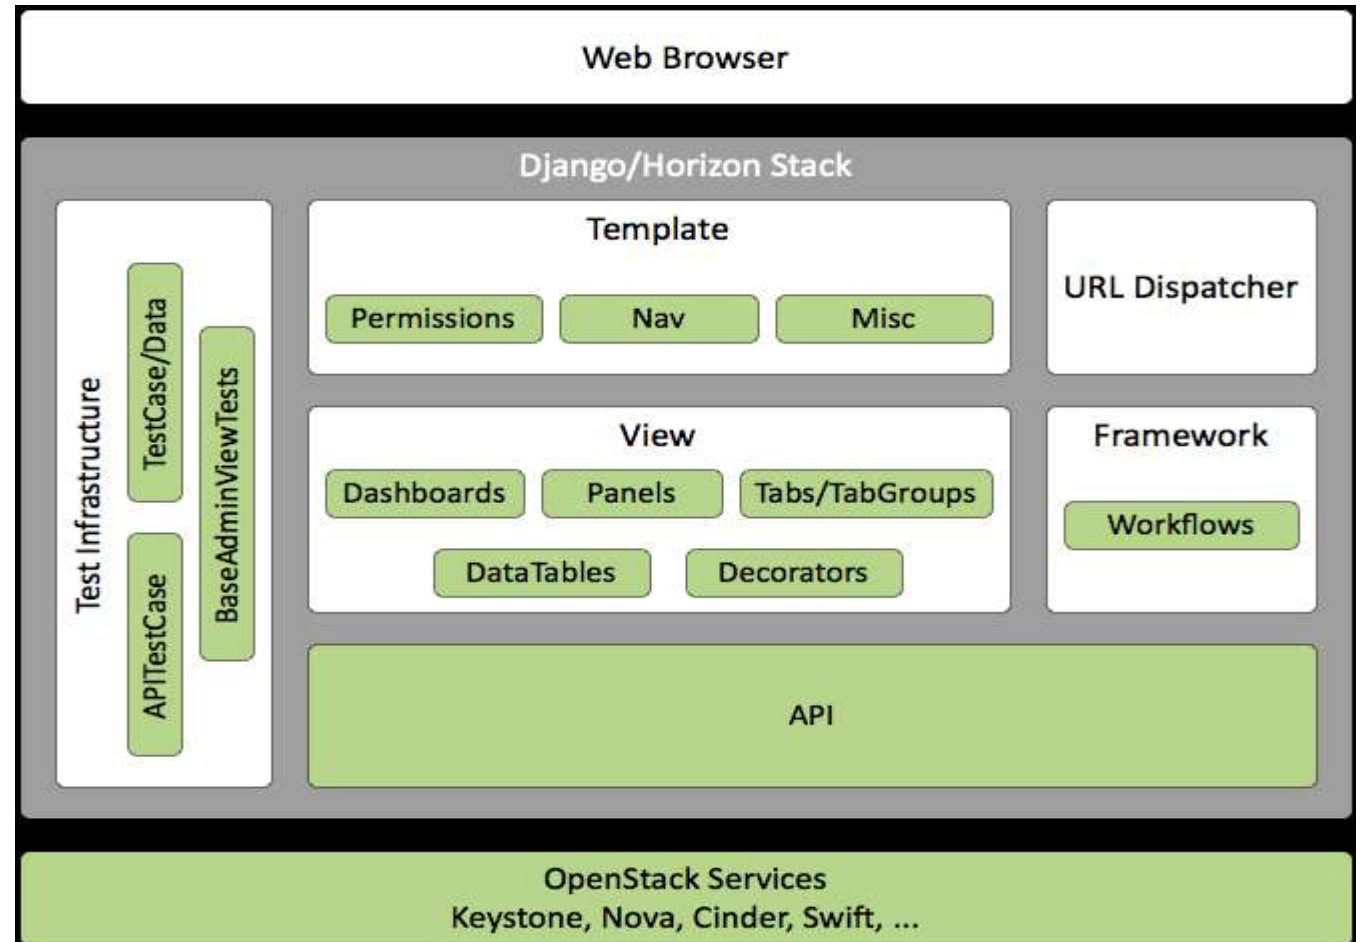 Web Browser
Django/Horizon Stack
Test Infrastructure
TestCase/Data
APITestCase
BaseAdminViewTests
Template
Permissions
Nav
Misc
URL Dispatcher
View
Dashboards
Panels
Tabs/TabGroups
DataTables
Decorators
Framework
Workflows
API
OpenStack Services
Keystone, Nova, Cinder, Swift, ...